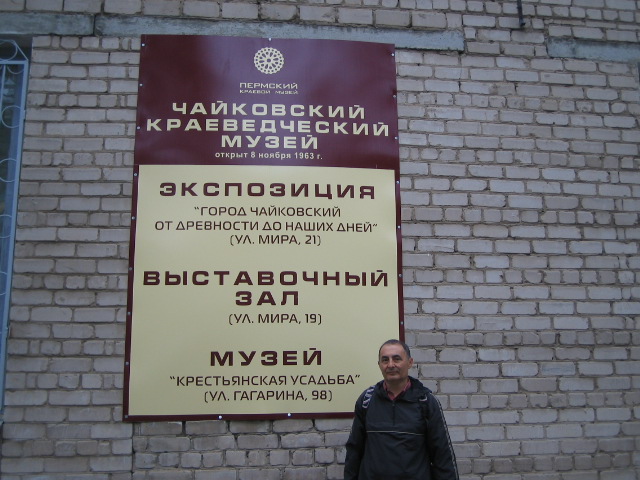 ПЕРМСКИЙ
КРАЕВОЙ МУЗЕЙ
ЧАЙКОВСКИЙ
КРАЕВЕДЧЕСКИЙ
МУЗЕЙ
открыт 8 ноября 1963 г.
ЭКСПОЗИЦИЯ
"ГОРОД ЧАЙКОВСКИЙ
ОТ ДРЕВНОСТИ ДО НАШИХ ДНЕЙ"
(УЛ. МИРА, 21)
ВЫСТАВОЧНЫЙ
ЗАЛ
(УЛ. МИРА, 19)
МУЗЕЙ
"КРЕСТЬЯНСКАЯ УСАДЬБА"
(УЛ. ГАГАРИНА, 98)